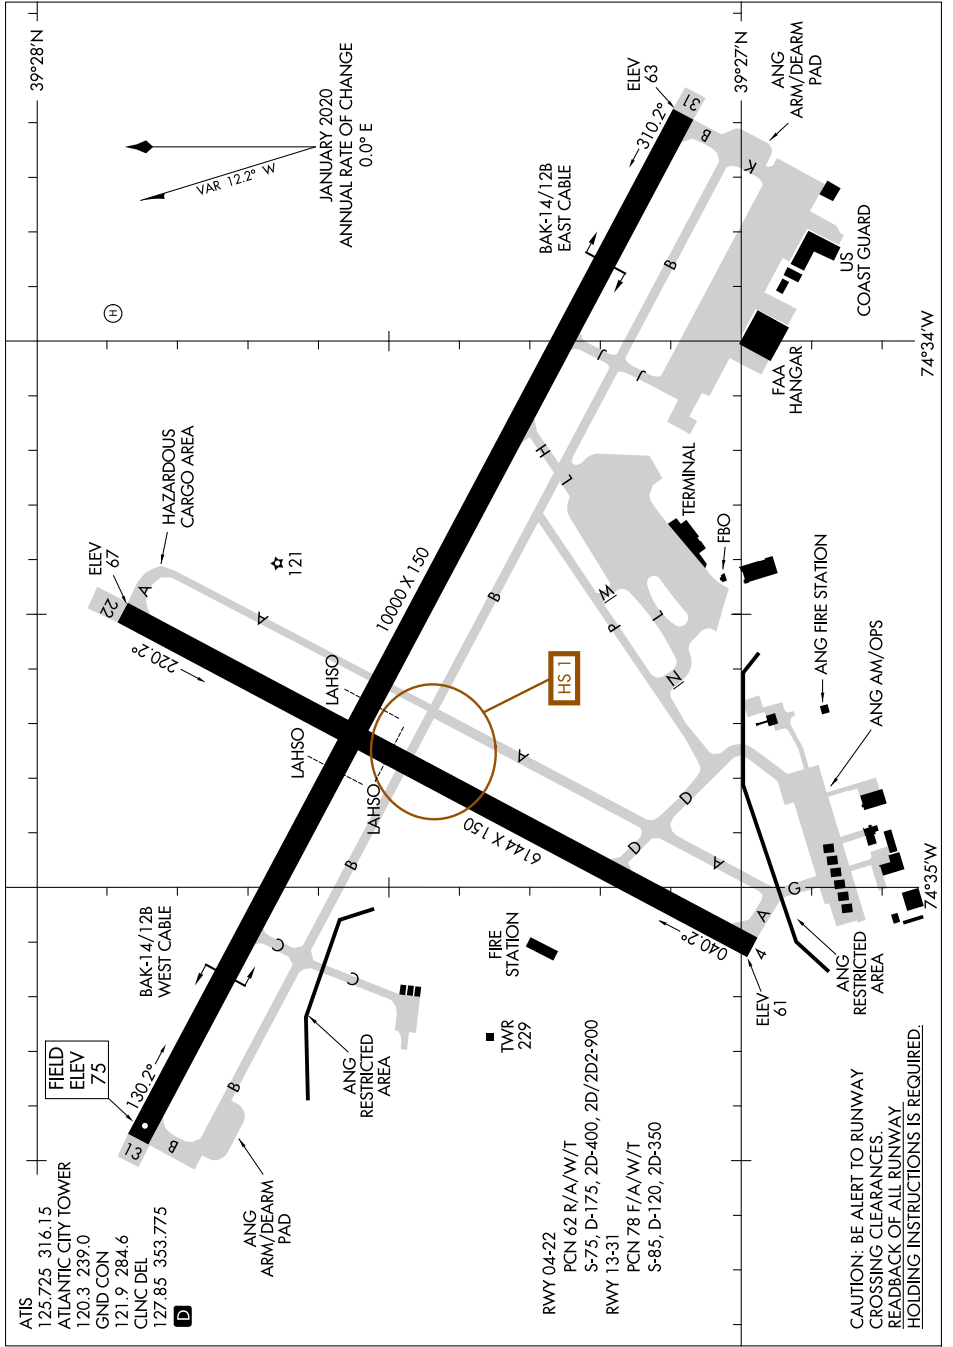 ATIS
125.725 316.15
ATLANTIC CITY TOWER
120.3 239.0
GND CON
121.9 284.6
CLNC DEL
127.85 353.775
D
FIELD
ELEV
75
13
130.2°
B
ANG
ARM/DEARM
PAD
B
BAK-14/12B
WEST CABLE
C
C
ANG
RESTRICTED
AREA
B
TWR
229
FIRE
STATION
RWY 04-22
PCN 62 R/A/W/T
S-75, D-175, 2D-400, 2D/2D2-900
RWY 13-31
PCN 78 F/A/W/T
S-85, D-120, 2D-350
CAUTION: BE ALERT TO RUNWAY
CROSSING CLEARANCES.
READBACK OF ALL RUNWAY
HOLDING INSTRUCTIONS IS REQUIRED.
ELEV
61
4
040.2°
A
G
A
ANG
RESTRICTED
AREA
74°35'W
D
D
A
6144 X 150
LAHSO
LAHSO
LAHSO
HS 1
220.2°
22
ELEV
67
A
A
HAZARDOUS
CARGO AREA
121
10000 X 150
B
P
M
L
N
H
L
TERMINAL
FBO
ANG FIRE STATION
ANG AM/OPS
J
J
B
BAK-14/12B
EAST CABLE
310.2°
31
ELEV
63
B
K
ANG
ARM/DEARM
PAD
US
COAST GUARD
FAA
HANGAR
74°34'W
H
VAR 12.2° W
JANUARY 2020
ANNUAL RATE OF CHANGE
0.0° E
39°28'N
39°27'N